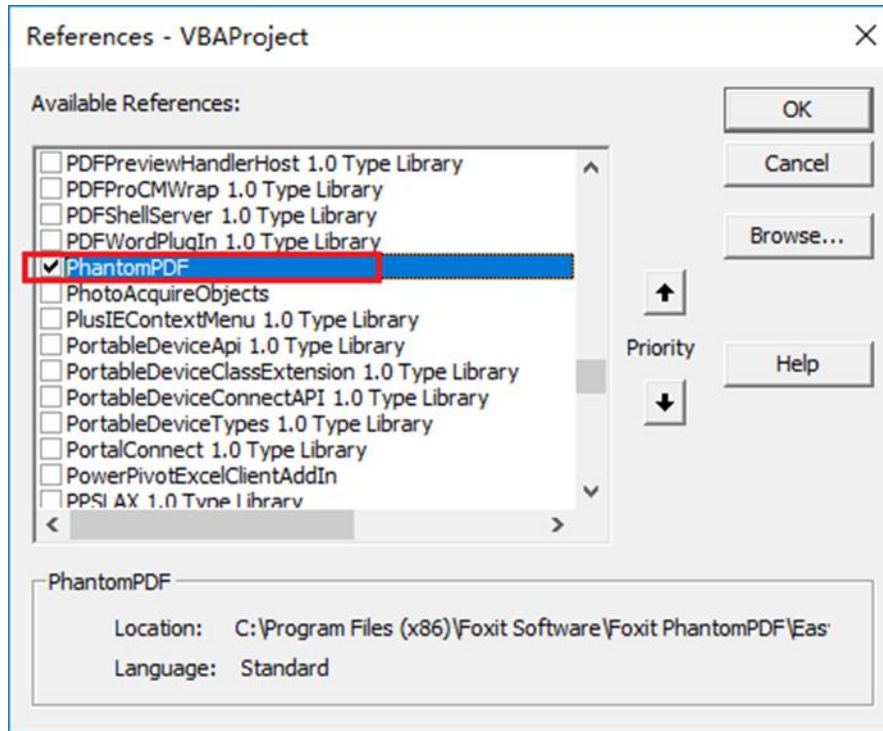 References - VBAProject
Available References:
PDFPreviewHandlerHost 1.0 Type Library
PDFProCMWrap 1.0 Type Library
PDFShellServer 1.0 Type Library
PDFWordPlugIn 1.0 Type Library
PhantomPDF
PhotoAcquireObjects
PlusIEContextMenu 1.0 Type Library
PortableDeviceApi 1.0 Type Library
PortableDeviceClassExtension 1.0 Type Library
PortableDeviceConnectAPI 1.0 Type Library
PortableDeviceTypes 1.0 Type Library
PortalConnect 1.0 Type Library
PowerPivotExcelClientAddIn
PPSLAX 1.0 Type Library
OK
Cancel
Browse...
Priority
Help
PhantomPDF
Location: C:\Program Files (x86)\Foxit Software\Foxit PhantomPDF\Eas
Language: Standard